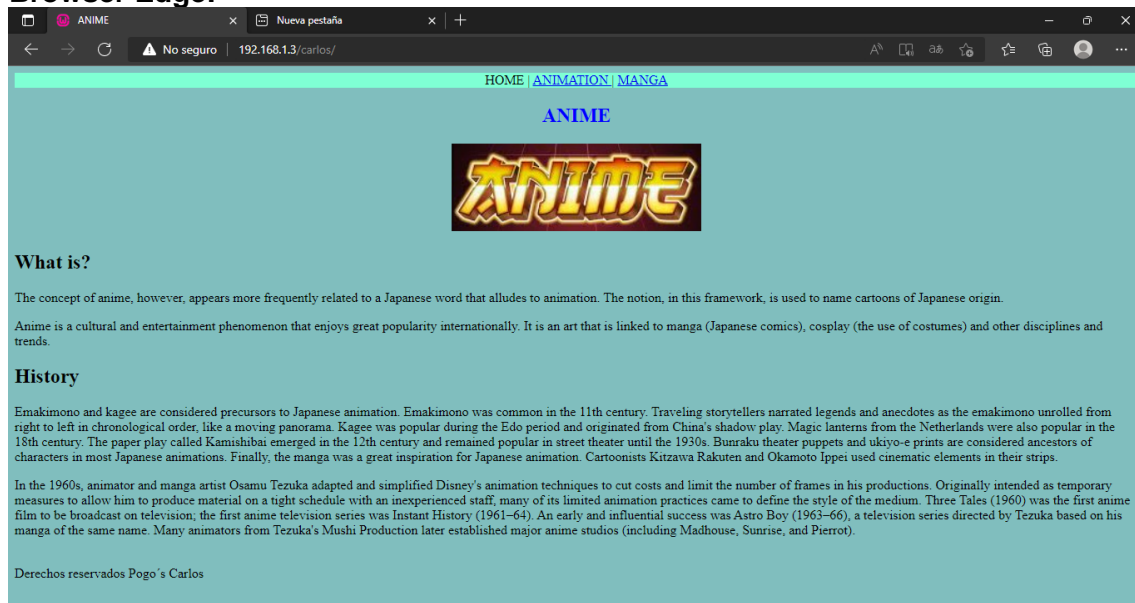 Browser Edge:
ANIME
Nueva pestaña
No seguro | 192.168.1.3/carlos/
HOME | ANIMATION | MANGA
ANIME
ANIME
What is?
The concept of anime, however, appears more frequently related to a Japanese word that alludes to animation. The notion, in this framework, is used to name cartoons of Japanese origin.
Anime is a cultural and entertainment phenomenon that enjoys great popularity internationally. It is an art that is linked to manga (Japanese comics), cosplay (the use of costumes) and other disciplines and
trends.
History
Emakimono and kagee are considered precursors to Japanese animation. Emakimono was common in the 11th century. Traveling storytellers narrated legends and anecdotes as the emakimono unrolled from
right to left in chronological order, like a moving panorama. Kagee was popular during the Edo period and originated from China's shadow play. Magic lanterns from the Netherlands were also popular in the
18th century. The paper play called Kamishibai emerged in the 12th century and remained popular in street theater until the 1930s. Bunraku theater puppets and ukiyo-e prints are considered ancestors of
characters in most Japanese animations. Finally, the manga was a great inspiration for Japanese animation. Cartoonists Kitzawa Rakuten and Okamoto Ippei used cinematic elements in their strips.
In the 1960s, animator and manga artist Osamu Tezuka adapted and simplified Disney's animation techniques to cut costs and limit the number of frames in his productions. Originally intended as temporary
measures to allow him to produce material on a tight schedule with an inexperienced staff, many of its limited animation practices came to define the style of the medium. Three Tales (1960) was the first anime
film to be broadcast on television; the first anime television series was Instant History (1961–64). An early and influential success was Astro Boy (1963–66), a television series directed by Tezuka based on his
manga of the same name. Many animators from Tezuka's Mushi Production later established major anime studios (including Madhouse, Sunrise, and Pierrot).
Derechos reservados Pogo´s Carlos